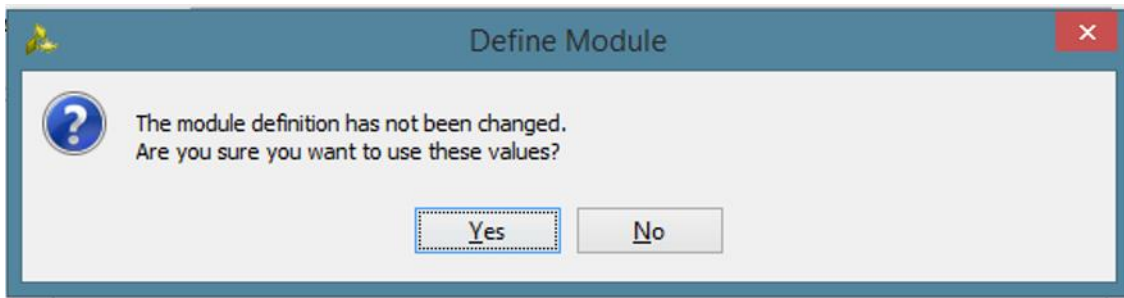 Define Module
The module definition has not been changed.
Are you sure you want to use these values?
Yes No